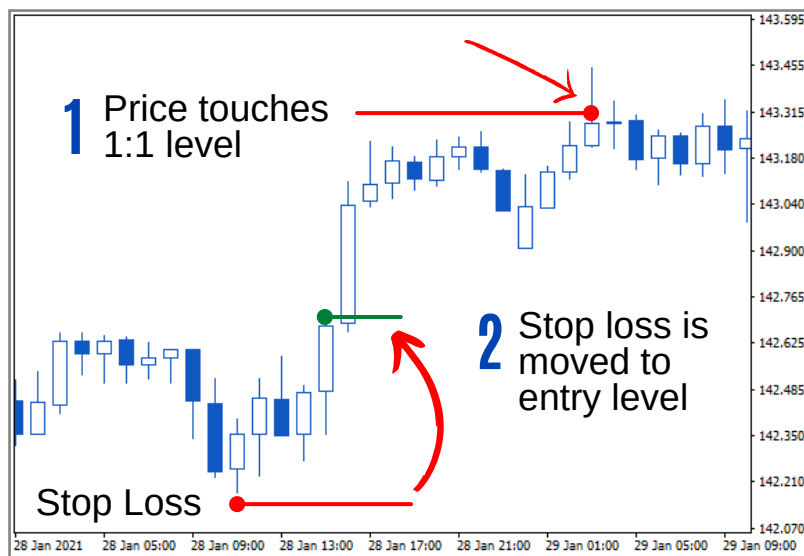 1 Price touches
1:1 level
2 Stop loss is
moved to
entry level
Stop Loss
143.595
143.455
143.315
143.180
143.040
142.900
142.765
142.625
142.485
142.350
142.210
142.070
28 Jan 2021
28 Jan 05:00
28 Jan 09:00
28 Jan 13:00
28 Jan 17:00
28 Jan 21:00
29 Jan 01:00
29 Jan 05:00
29 Jan 09:00